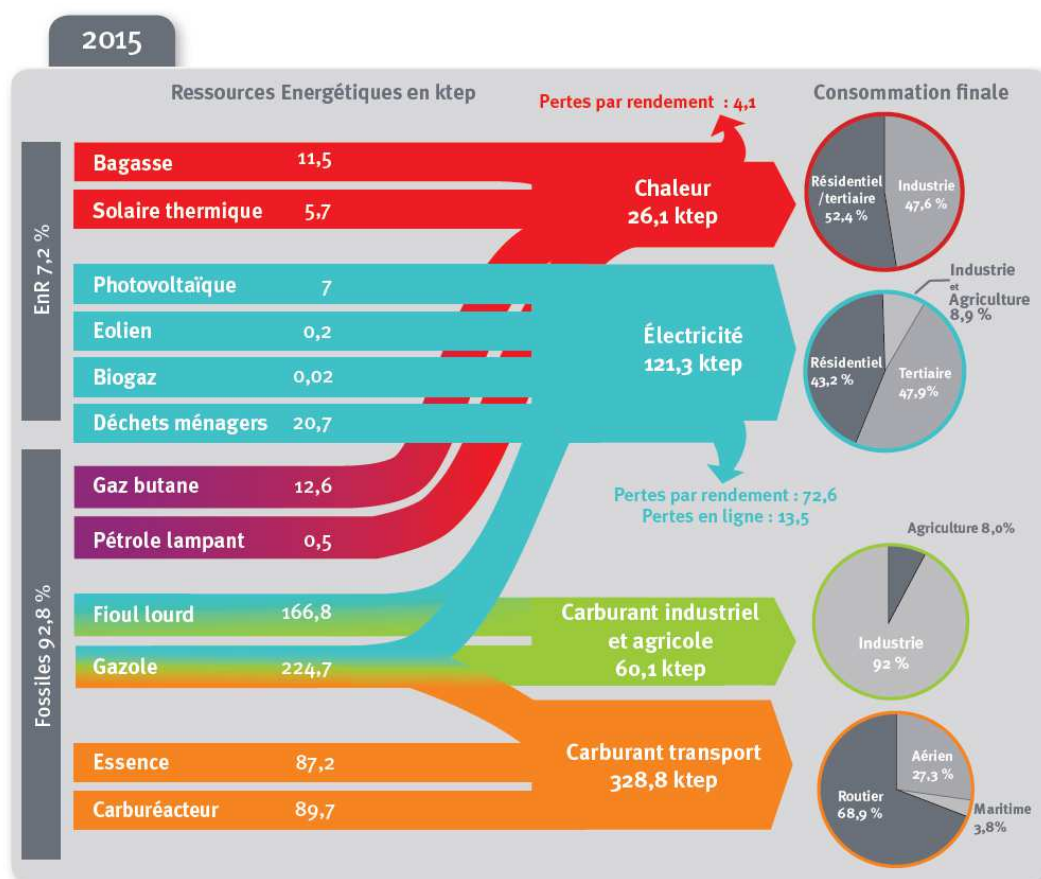 2015
Ressources Energétiques en ktep
Pertes par rendement : 4,1
Consommation finale
EnR 7,2 %
Bagasse 11,5
Solaire thermique 5,7
Photovoltaïque 7
Eolien 0,2
Biogaz 0,02
Déchets ménagers 20,7
Fossiles 92,8 %
Gaz butane 12,6
Pétrole lampant 0,5
Fioul lourd 166,8
Gazole 224,7
Essence 87,2
Carburéacteur 89,7
Chaleur
26,1 ktep
Résidentiel
/tertiaire
52,4 %
Industrie
47,6 %
Électricité
121,3 ktep
Industrie
et
Agriculture
8,9 %
Résidentiel
43,2 %
Tertiaire
47,9%
Pertes par rendement : 72,6
Pertes en ligne : 13,5
Carburant industriel
et agricole
60,1 ktep
Agriculture 8,0%
Industrie
92 %
Carburant transport
328,8 ktep
Aérien
27,3 %
Routier
68,9 %
Maritime
3,8%